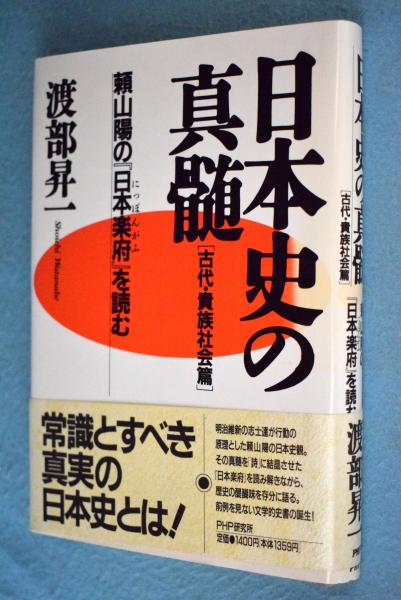 日本史の
真髄
[古代・貴族社会篇]
頼山陽の『日本楽府』を読む
にっぽんがふ
渡部昇一
Shoichi Watanabe
常識とすべき
真実の
日本史とは!
明治維新の志士達が行動の
原理とした頼山陽の日本史観。
その真髄を「詩」に結晶させた
『日本楽府』を読み解きながら、
歴史の醍醐味を存分に語る。
前例を見ない文学的史書の誕生!
PHP研究所
定価●1400円(本体1359円)
日本史の真髄
[古代・貴族社会篇]
『日本楽府』を読む
渡部昇一